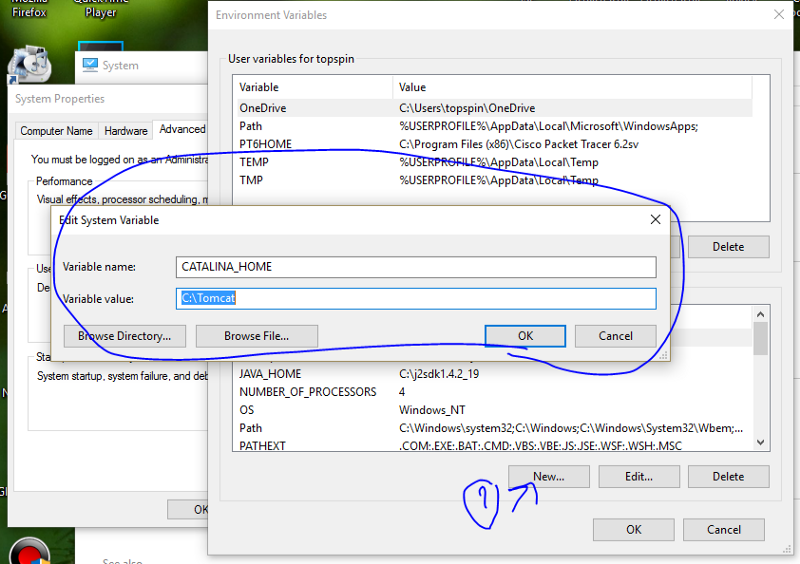 Mozilla
Firefox
QuickTime
Player
Environment Variables
System
User variables for topspin
Variable Value
OneDrive C:\Users\topspin\OneDrive
Path %USERPROFILE%\AppData\Local\Microsoft\WindowsApps;
PT6HOME C:\Program Files (x86)\Cisco Packet Tracer 6.2sv
TEMP %USERPROFILE%\AppData\Local\Temp
TMP %USERPROFILE%\AppData\Local\Temp
System Properties
Computer Name Hardware Advanced
You must be logged on as an Administra
Performance
Visual effects, processor scheduling, m
Delete
Edit System Variable
Variable name: CATALINA_HOME
Variable value: C:\Tomcat
Browse Directory... Browse File... OK Cancel
Use
De
Sta
System startup, system failure, and deb
JAVA_HOME C:\j2sdk1.4.2_19
NUMBER_OF_PROCESSORS 4
OS Windows_NT
Path C:\Windows\system32;C:\Windows;C:\Windows\System32\Wbem;...
PATHEXT .COM;.EXE;.BAT;.CMD;.VBS;.VBE;.JS;.JSE;.WSF;.WSH;.MSC
New... Edit... Delete
OK
OK Cancel
See also